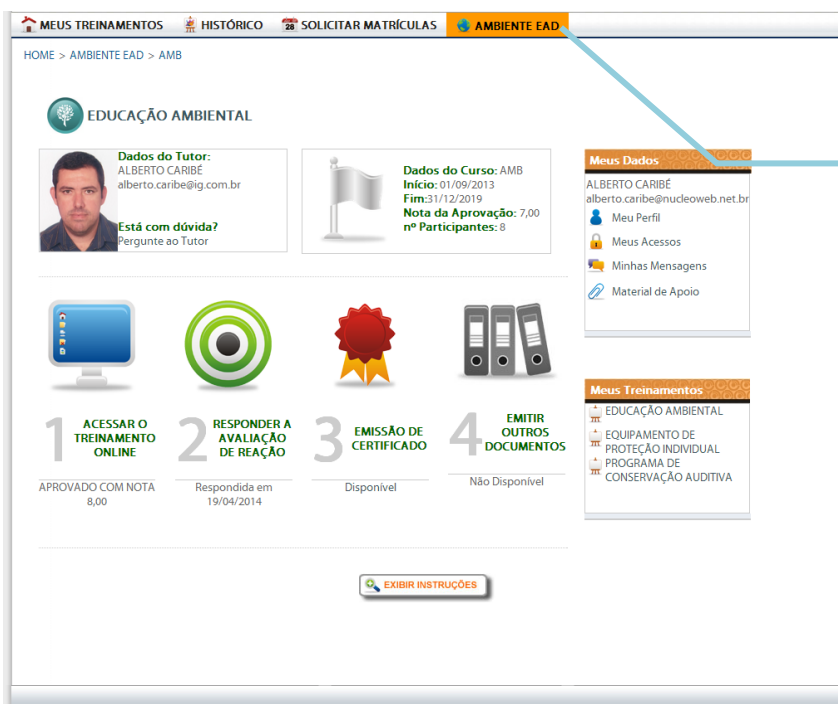 MEUS TREINAMENTOS HISTÓRICO 28 SOLICITAR MATRÍCULAS AMBIENTE EAD
HOME > AMBIENTE EAD > AMB
EDUCAÇÃO AMBIENTAL
Dados do Tutor:
ALBERTO CARIBÉ
alberto.caribe@ig.com.br
Está com dúvida?
Pergunte ao Tutor
Dados do Curso: AMB
Início: 01/09/2013
Fim:31/
12/2019
Nota da Aprovação: 7,00
nº Participantes: 8
Meus Dados
ALBERTO CARIBÉ
alberto.caribe@nucleoweb.net.br
Meu Perfil
Meus Acessos
Minhas Mensagens
Material de Apoio
1 ACESSAR O
TREINAMENTO
ONLINE
APROVADO COM NOTA
8,00
2 RESPONDER A
AVALIAÇÃO
DE REAÇÃO
Respondida em
19/04/2014
3 EMISSÃO DE
CERTIFICADO
Disponível
4 EMITIR
OUTROS
DOCUMENTOS
Não Disponível
Meus Treinamentos
EDUCAÇÃO AMBIENTAL
EQUIPAMENTO DE
PROTEÇÃO INDIVIDUAL
PROGRAMA DE
CONSERVAÇÃO AUDITIVA
EXIBIR INSTRUÇÕES